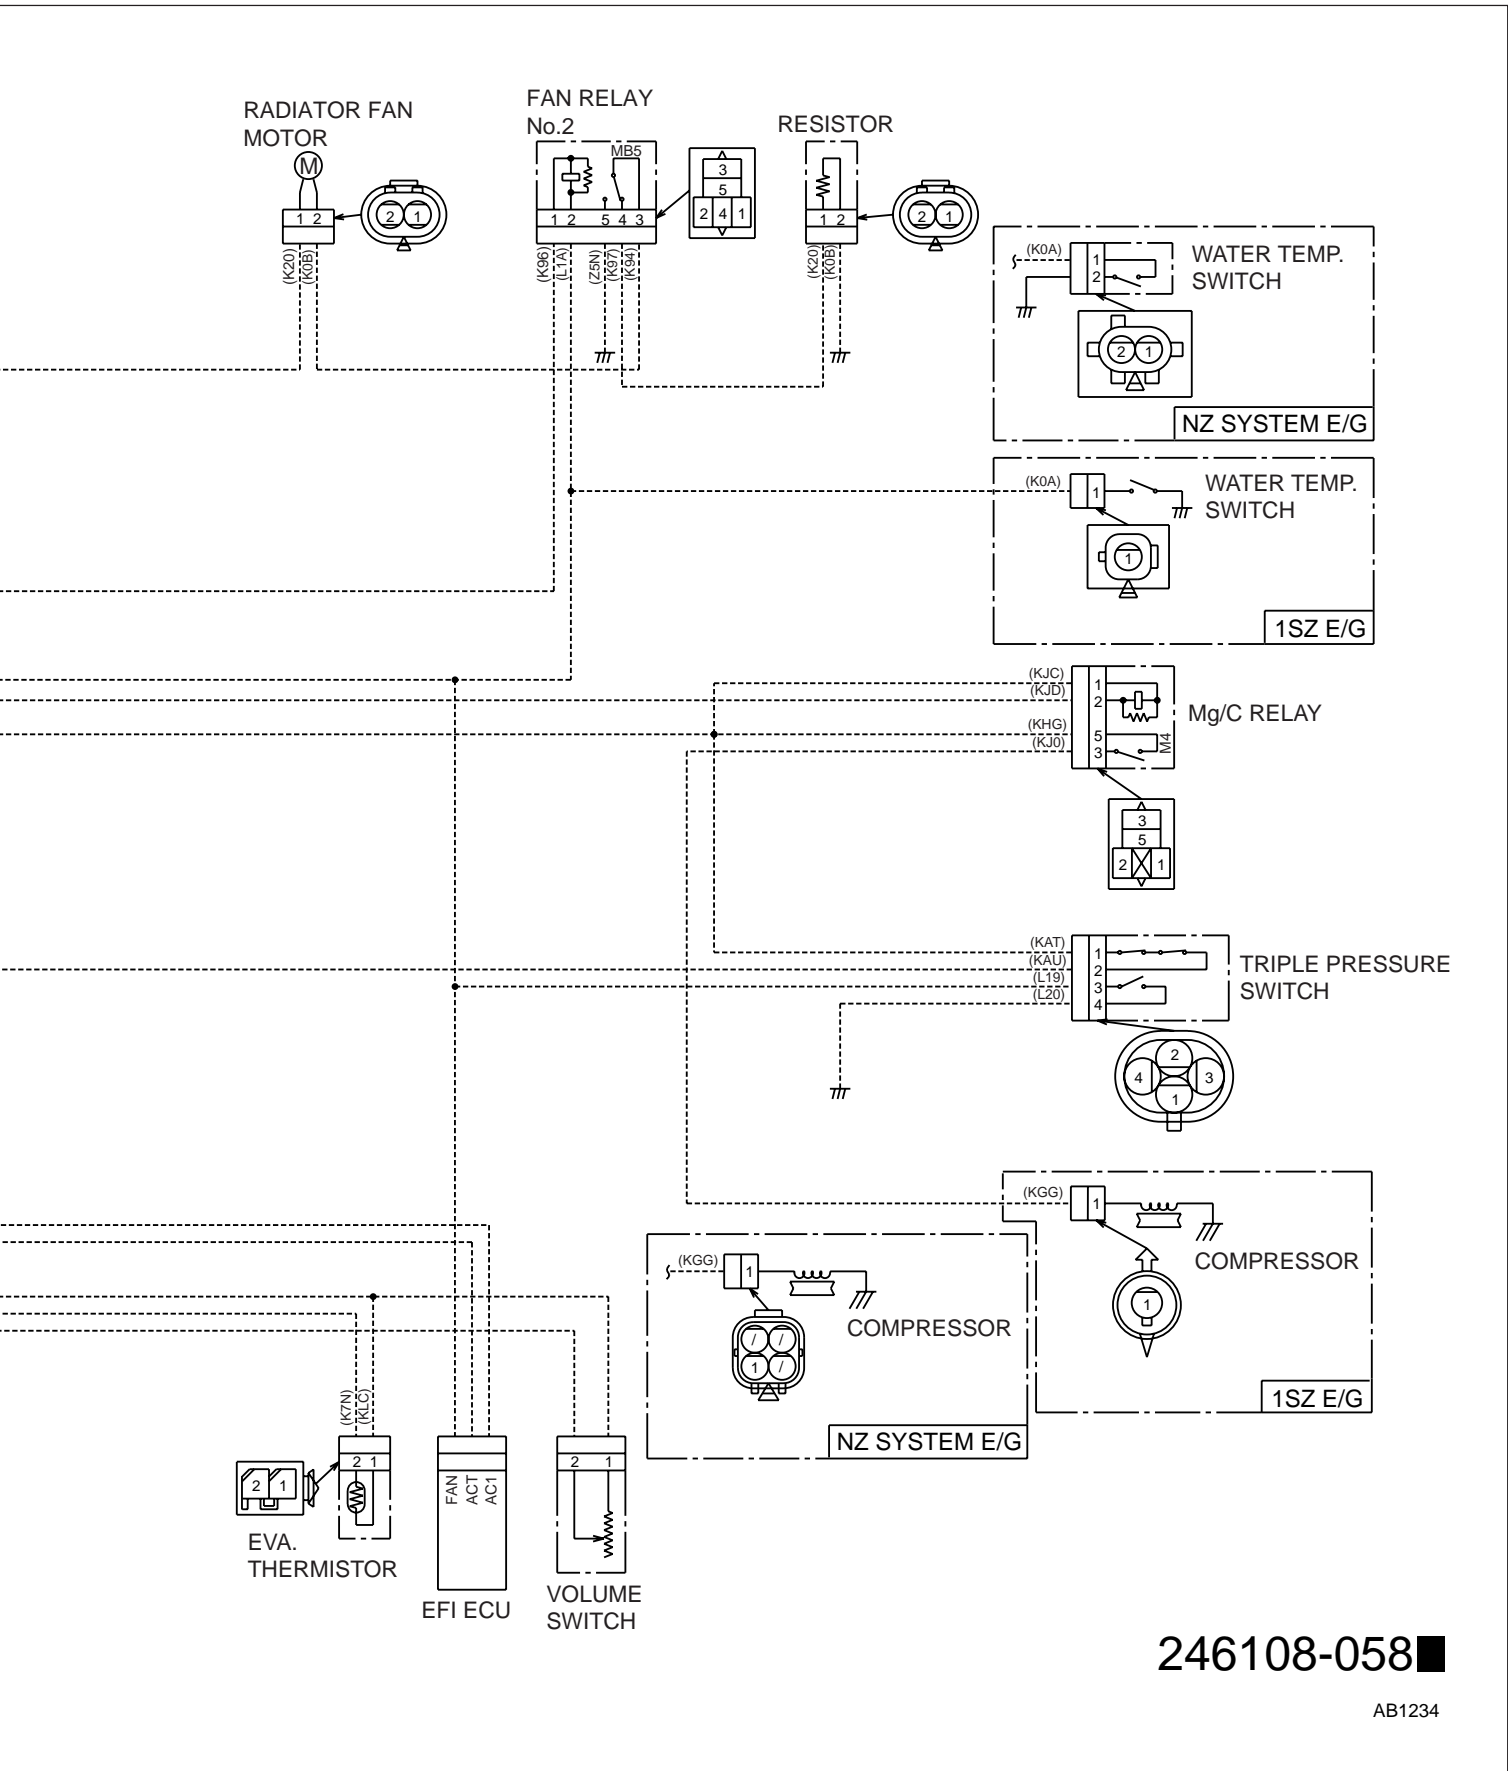 RADIATOR FAN
MOTOR
M
1 2
2 1
(K20)
(K0B)
FAN RELAY
No.2
MB5
1 2 5 4 3
3
5
2 4 1
(K96)
(L1A)
(Z5N)
(K97)
(K94)
RESISTOR
1 2
2 1
(K20)
(K0B)
(K0A)
1
2
WATER TEMP.
SWITCH
2 1
NZ SYSTEM E/G
(K0A)
1
WATER TEMP.
SWITCH
1
1SZ E/G
(KJC)
(KJD)
(KHG)
(KJ0)
1
2
5
3
M4
Mg/C RELAY
3
5
2 1
(KAT)
(KAU)
(L19)
(L20)
1
2
3
4
TRIPLE PRESSURE
SWITCH
2
4 3
1
(KGG)
1
COMPRESSOR
1
1SZ E/G
(KGG)
1
COMPRESSOR
/ /
1 /
NZ SYSTEM E/G
(K7N)
(KLC)
2 1
2 1
EVA.
THERMISTOR
FAN
ACT
AC1
EFI ECU
2 1
VOLUME
SWITCH
246108-058
AB1234